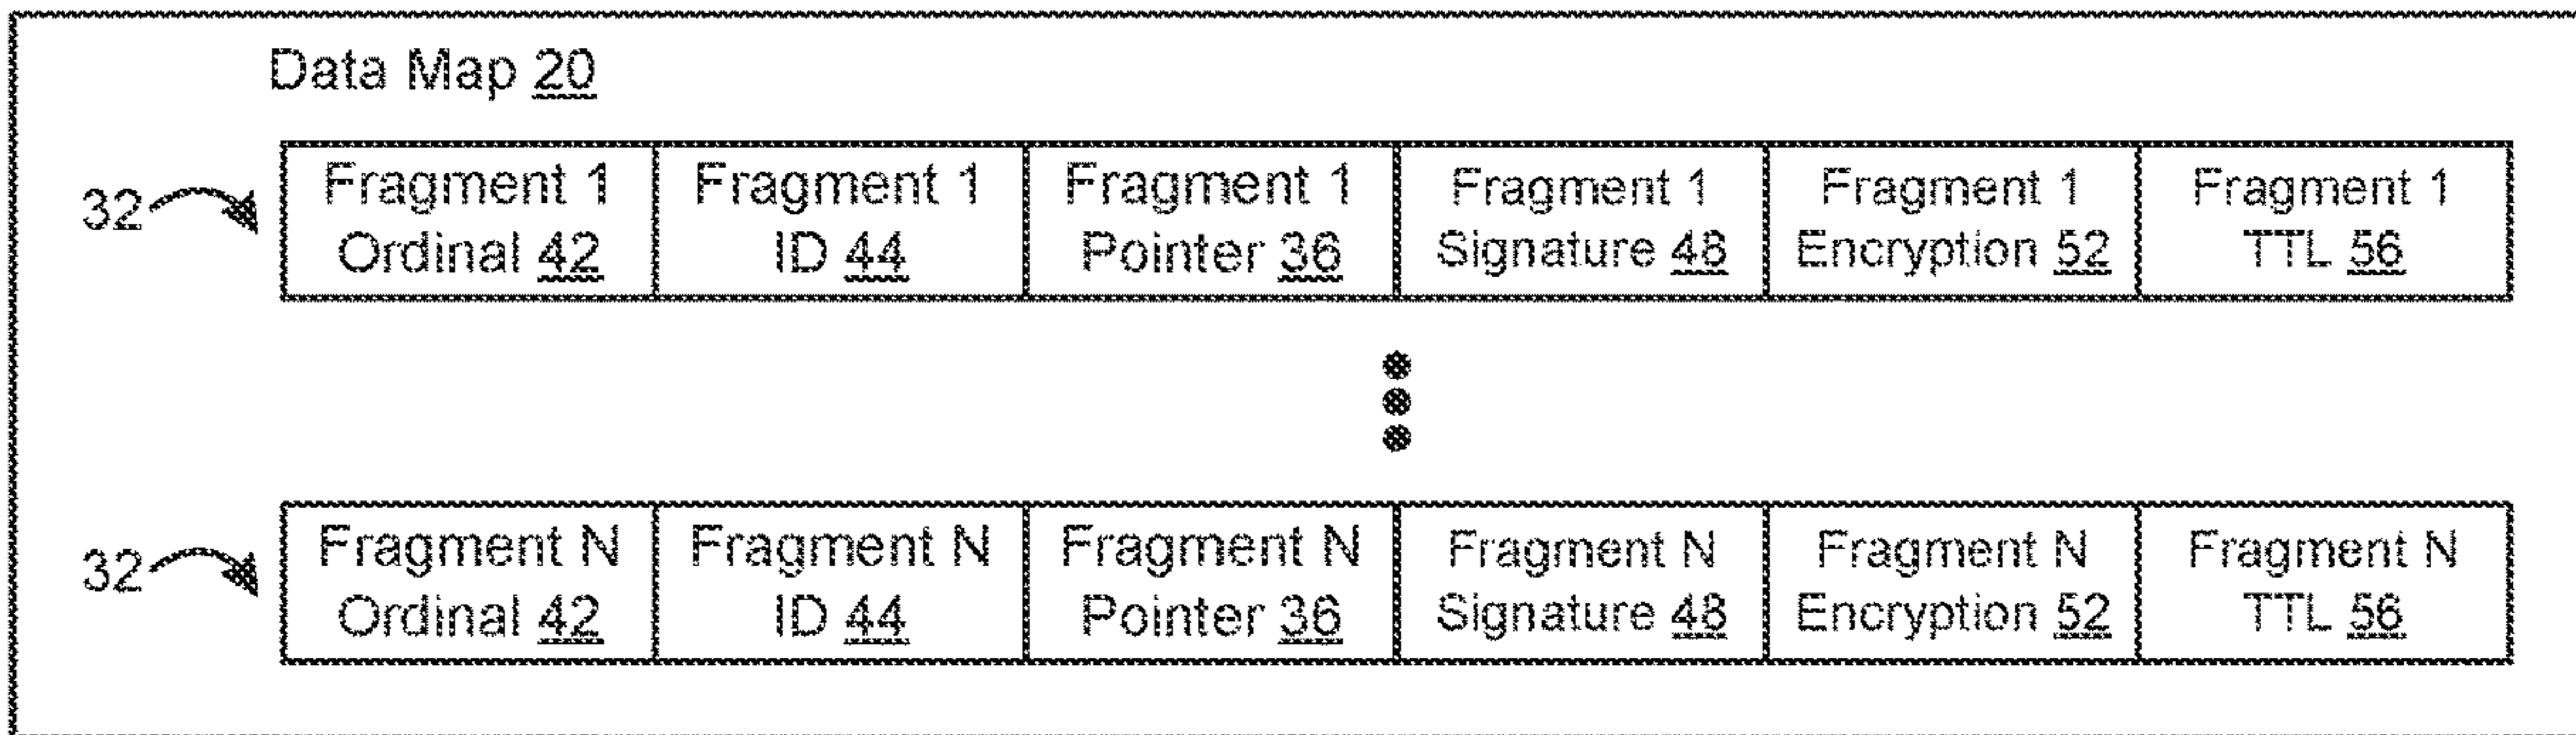 Data Map 20
32
Fragment 1 Fragment 1 Fragment 1 Fragment 1 Fragment 1 Fragment 1
Ordinal 42 ID 44 Pointer 36 Signature 48 Encryption 52 TTL 56
32
Fragment N Fragment N Fragment N Fragment N Fragment N Fragment N
Ordinal 42 ID 44 Pointer 36 Signature 48 Encryption 52 TTL 56